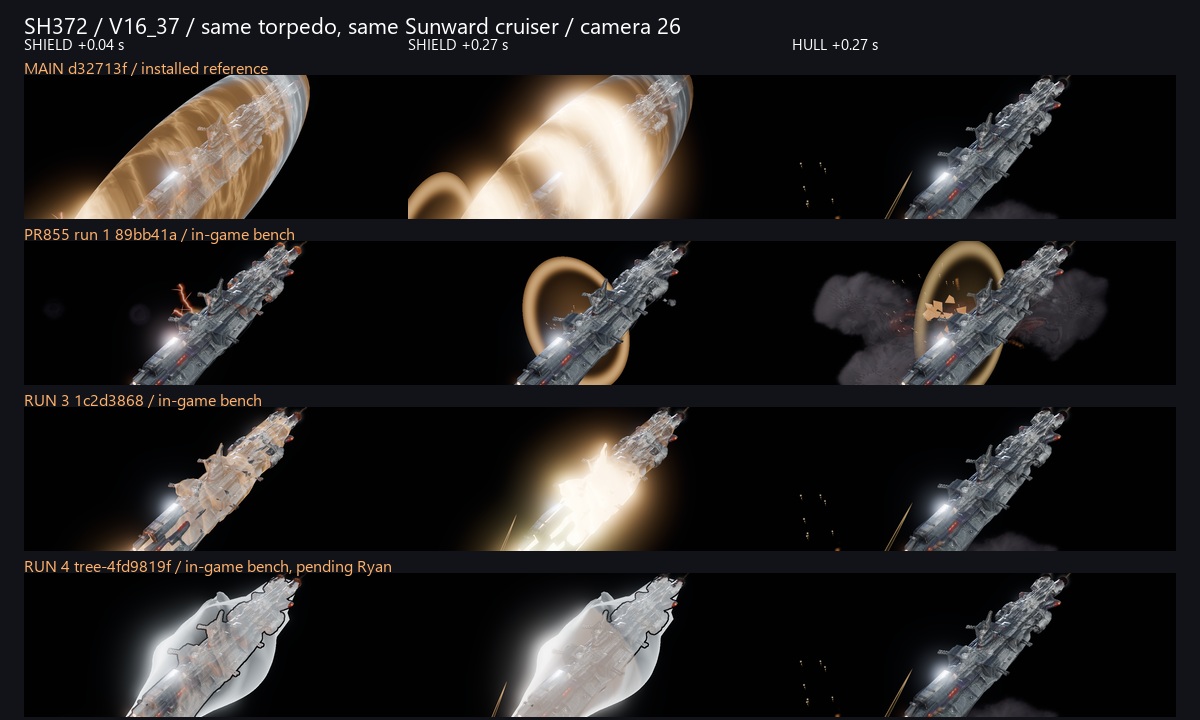 SH372 / V16_37 / same torpedo, same Sunward cruiser / camera 26
SHIELD +0.04 s
SHIELD +0.27 s
HULL +0.27 s
MAIN d32713f / installed reference
PR855 run 1 89bb41a / in-game bench
RUN 3 1c2d3868 / in-game bench
RUN 4 tree-4fd9819f / in-game bench, pending Ryan